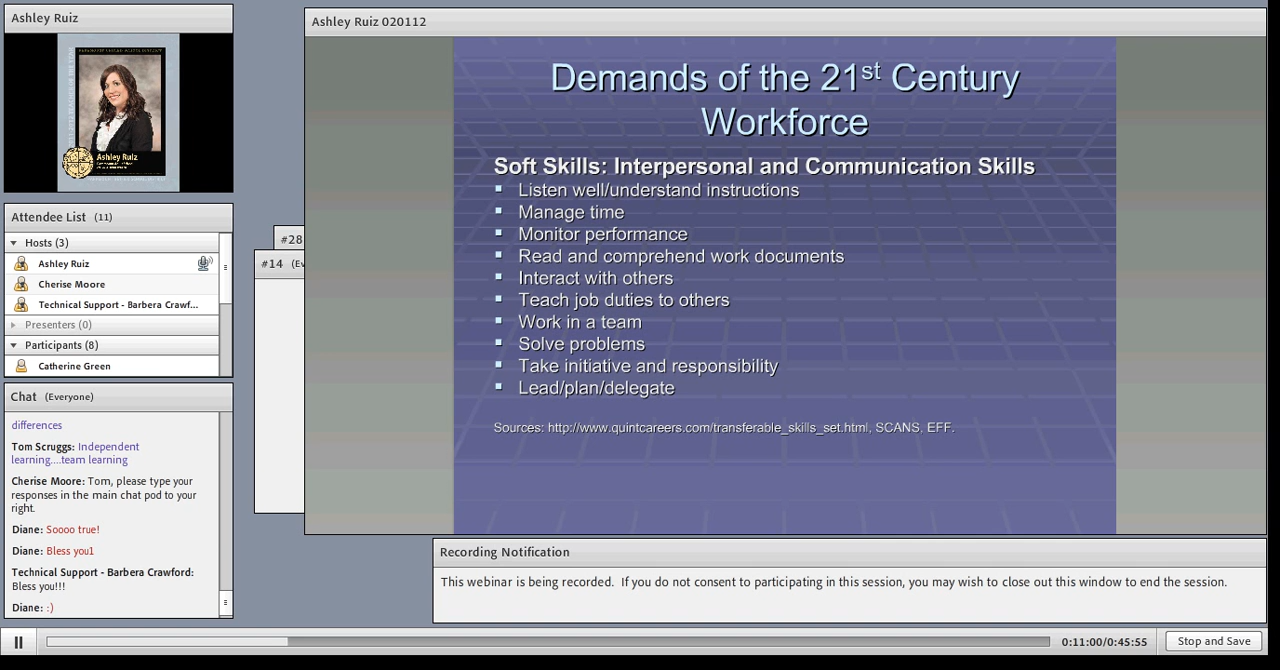 Ashley Ruiz
Ashley Ruiz
Attendee List (11)
Hosts (3)
Ashley Ruiz
Cherise Moore
Technical Support - Barbera Crawf...
Presenters (0)
Participants (8)
Catherine Green
Chat (Everyone)
differences
Tom Scruggs: Independent
learning....team learning
Cherise Moore: Tom, please type your
responses in the main chat pod to your
right.
Diane: Soooo true!
Diane: Bless you1
Technical Support - Barbera Crawford:
Bless you!!!
Diane: :)
#28
#14 (Ev
Ashley Ruiz 020112
Demands of the 21st Century
Workforce
Soft Skills: Interpersonal and Communication Skills
▪ Listen well/understand instructions
▪ Manage time
▪ Monitor performance
▪ Read and comprehend work documents
▪ Interact with others
▪ Teach job duties to others
▪ Work in a team
▪ Solve problems
▪ Take initiative and responsibility
▪ Lead/plan/delegate
Sources: http://www.quintcareers.com/transferable_skills_set.html, SCANS, EFF.
Recording Notification
This webinar is being recorded. If you do not consent to participating in this session, you may wish to close out this window to end the session.
0:11:00/0:45:55
Stop and Save